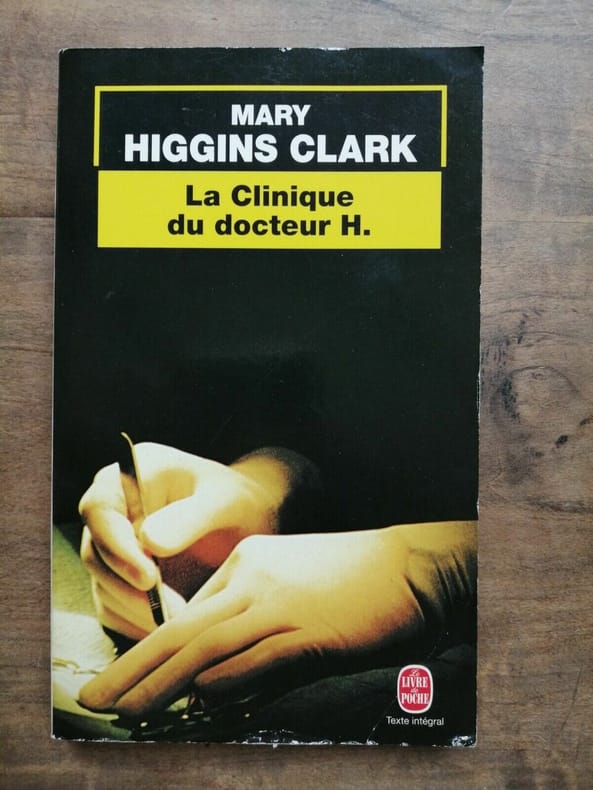 MARY
HIGGINS CLARK
La Clinique
du docteur H.
Le
LIVRE
de
POCHE
Texte intégral